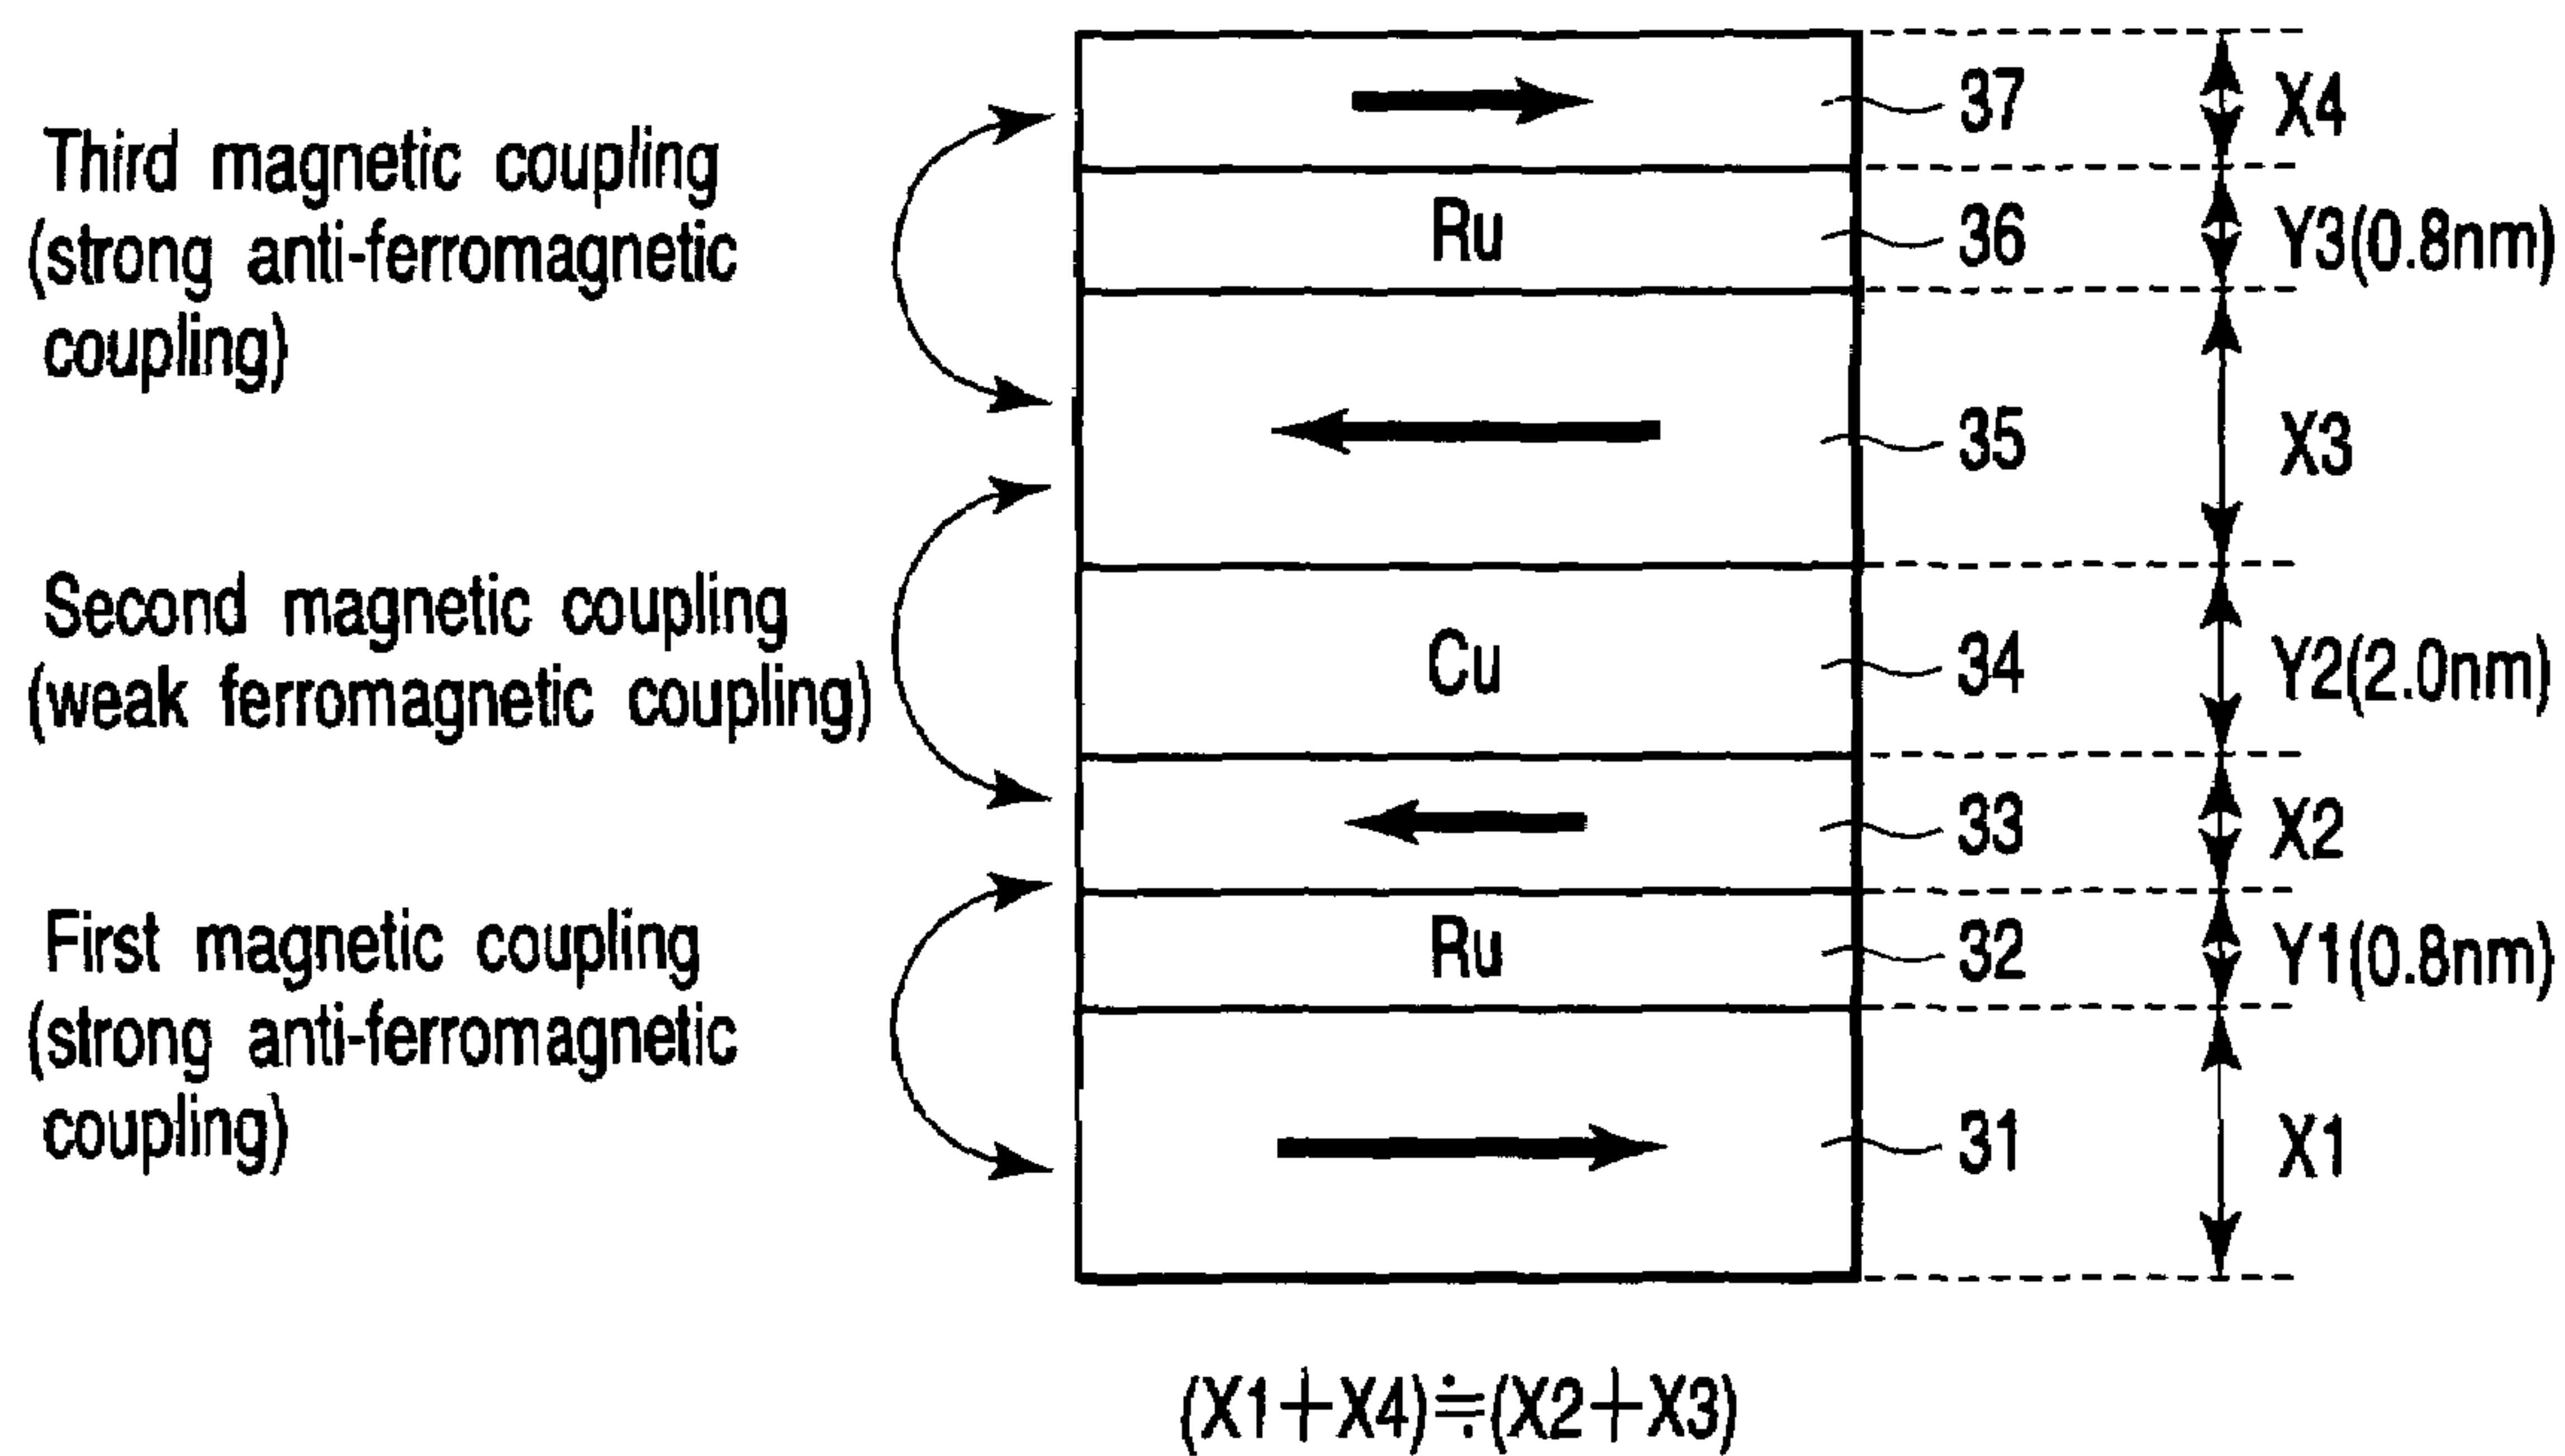 Third magnetic coupling
(strong anti-ferromagnetic
coupling)
Second magnetic coupling
(weak ferromagnetic coupling)
First magnetic coupling
(strong anti-ferromagnetic
coupling)
37 X4
Ru 36 Y3(0.8nm)
35 X3
Cu 34 Y2(2.0nm)
33 X2
Ru 32 Y1(0.8nm)
31 X1
(X1+X4)≒(X2+X3)